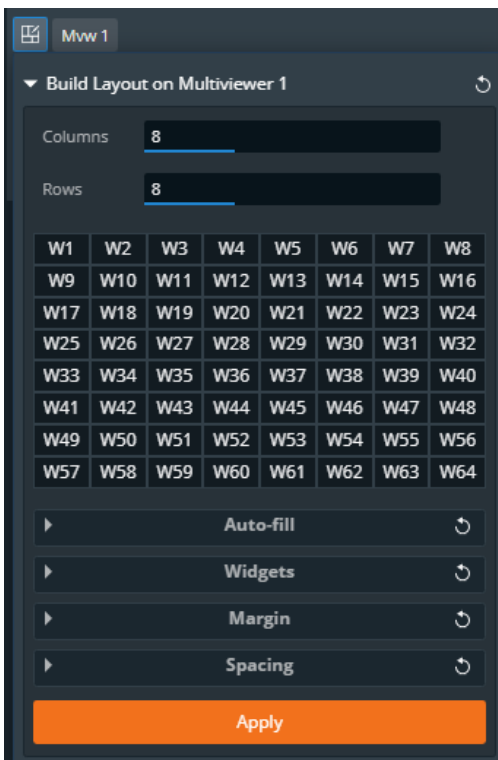 Mvw 1
Build Layout on Multiviewer 1
Columns 8
Rows 8
W1 W2 W3 W4 W5 W6 W7 W8
W9 W10 W11 W12 W13 W14 W15 W16
W17 W18 W19 W20 W21 W22 W23 W24
W25 W26 W27 W28 W29 W30 W31 W32
W33 W34 W35 W36 W37 W38 W39 W40
W41 W42 W43 W44 W45 W46 W47 W48
W49 W50 W51 W52 W53 W54 W55 W56
W57 W58 W59 W60 W61 W62 W63 W64
Auto-fill
Widgets
Margin
Spacing
Apply